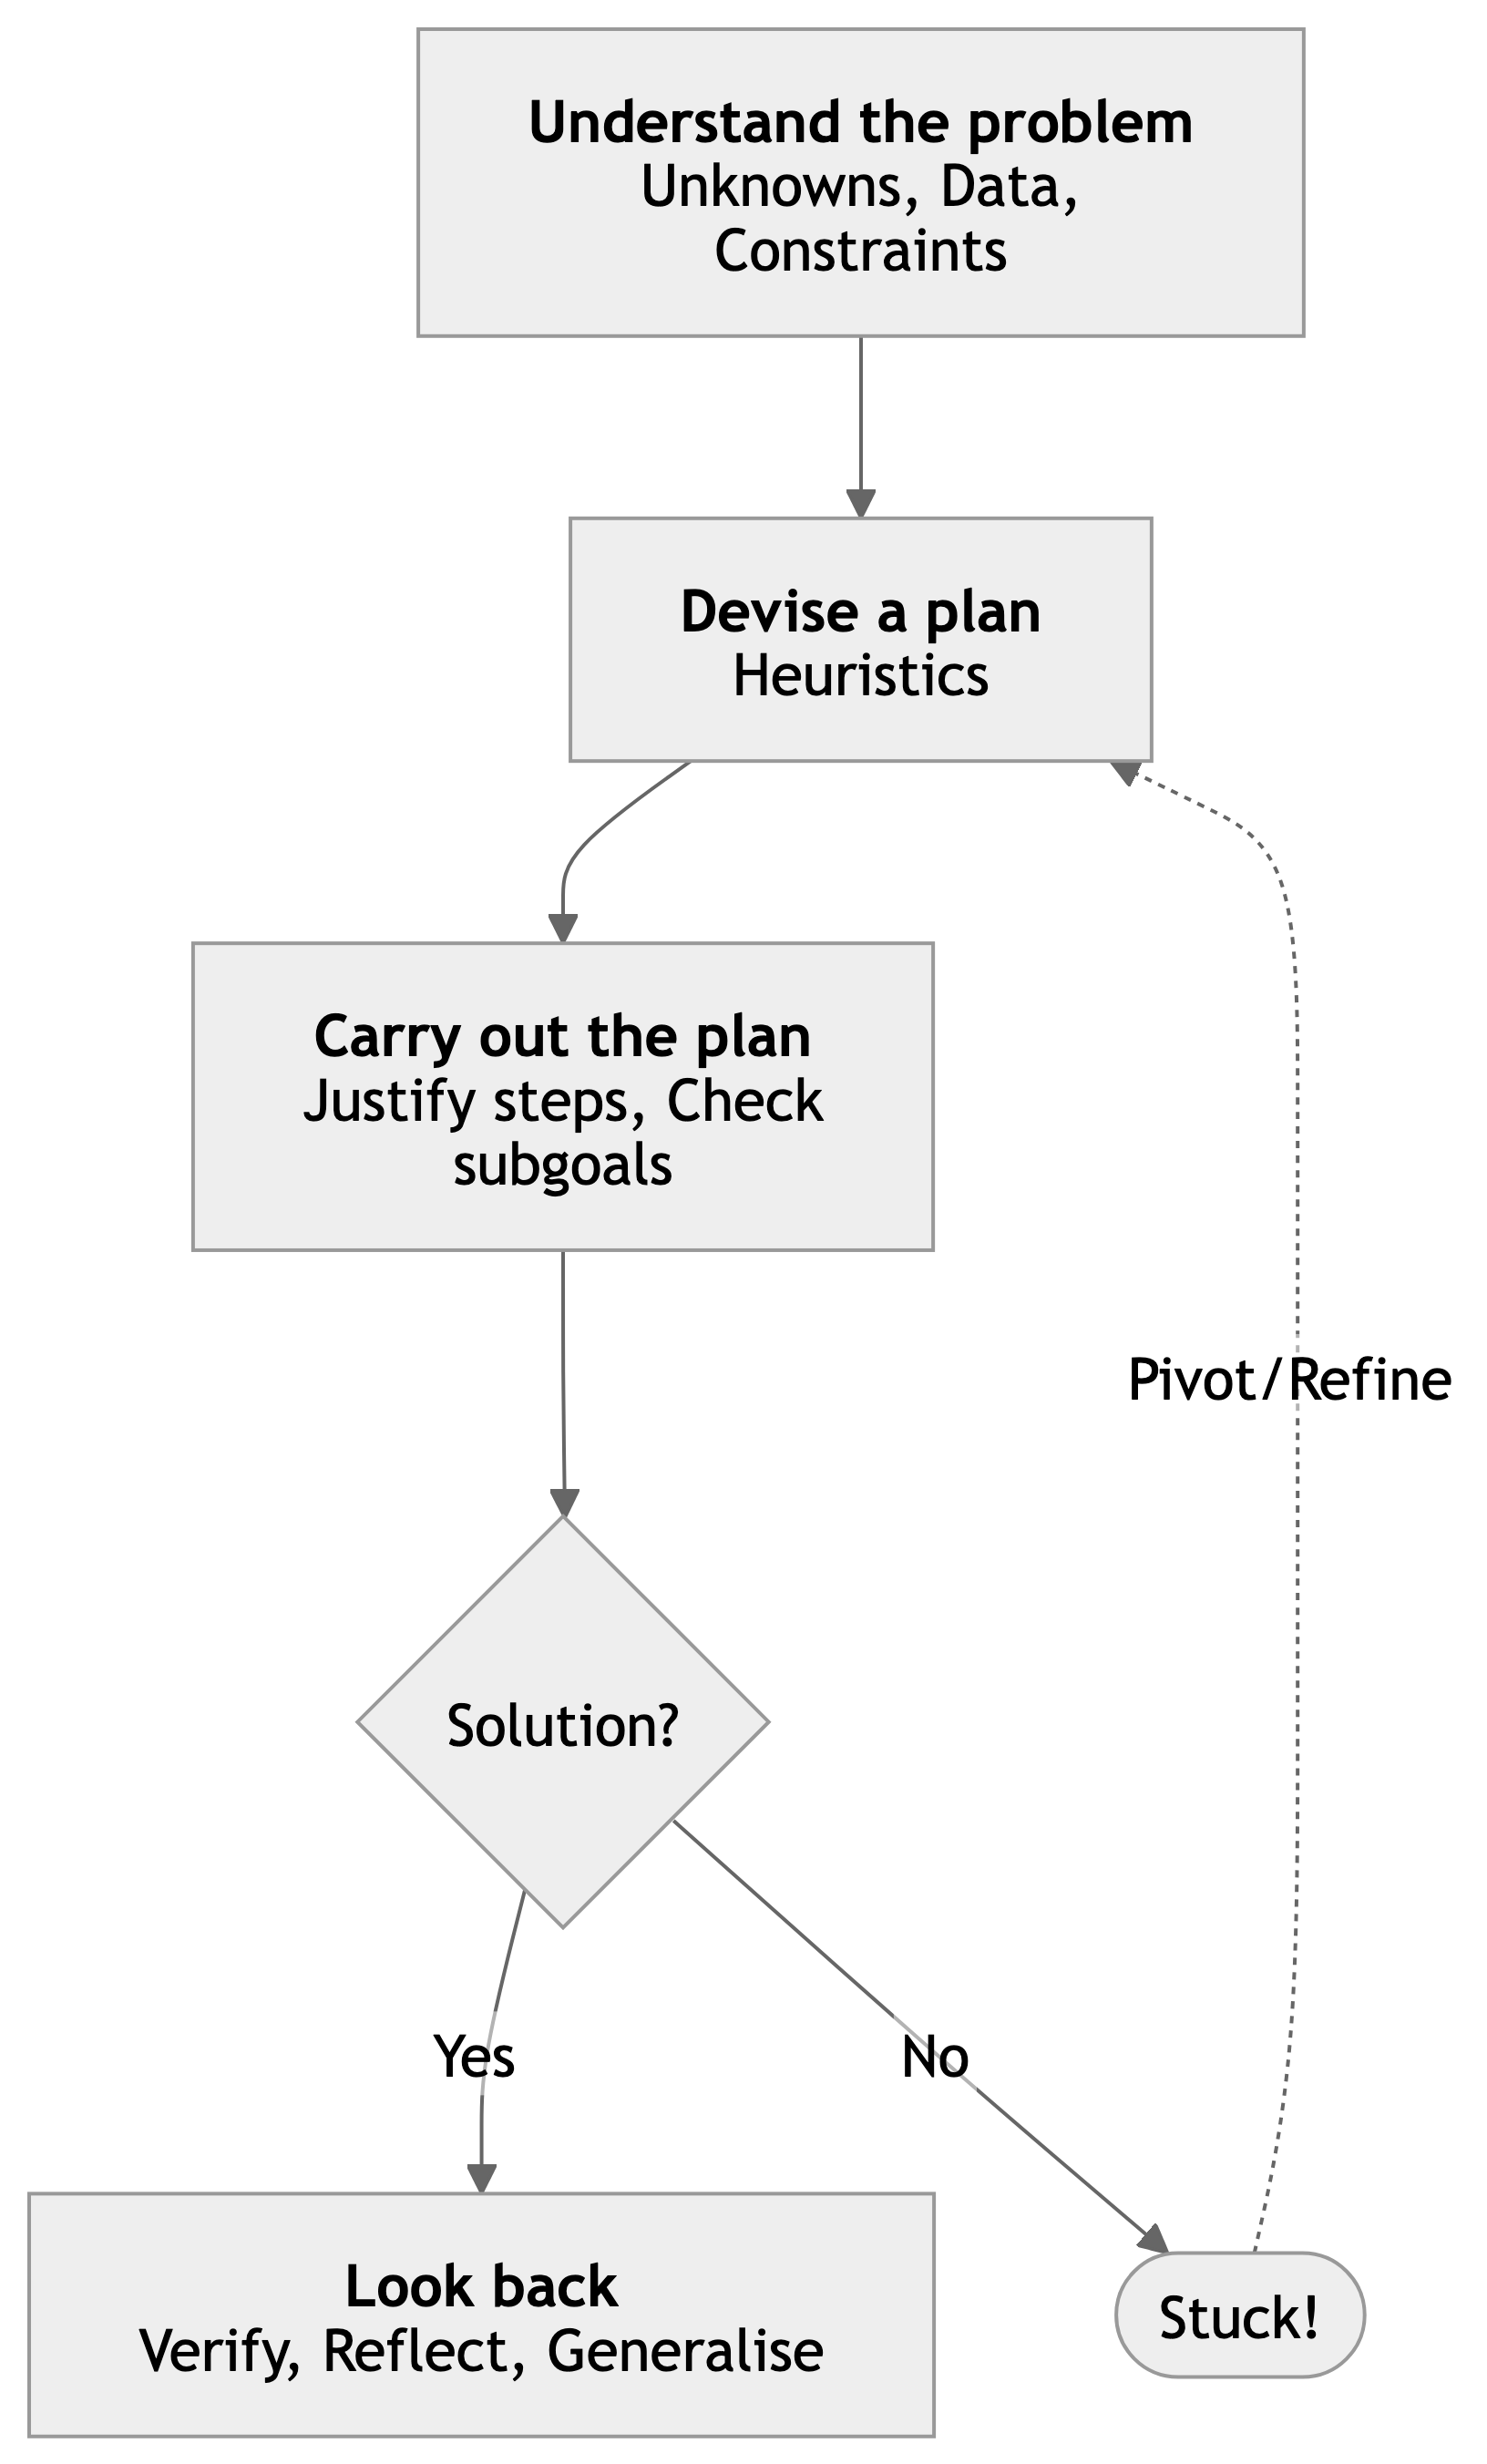 Understand the problem
Unknowns, Data,
Constraints
Devise a plan
Heuristics
Carry out the plan
Justify steps, Check
subgoals
Pivot/Refine
Solution?
Yes
No
Look back
Verify, Reflect, Generalise
Stuck!